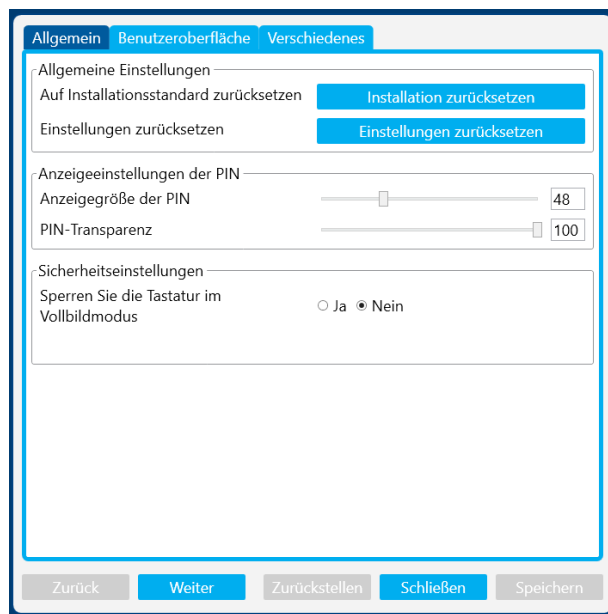 Allgemein Benutzeroberfläche Verschiedenes
Allgemeine Einstellungen
Auf Installationsstandard zurücksetzen Installation zurücksetzen
Einstellungen zurücksetzen Einstellungen zurücksetzen
Anzeigeeinstellungen der PIN
Anzeigegröße der PIN 48
PIN-Transparenz 100
Sicherheitseinstellungen
Sperren Sie die Tastatur im
Vollbildmodus
Ja Nein
Zurück Weiter Zurückstellen Schließen Speichern